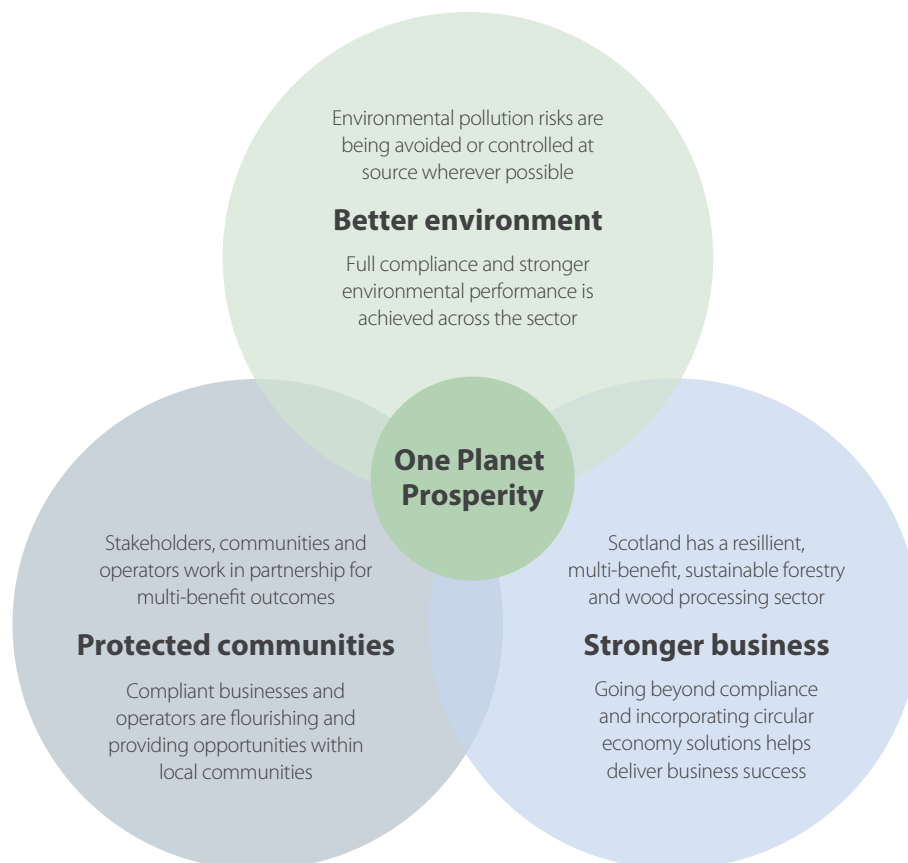 Environmental pollution risks are
being avoided or controlled at
source wherever possible
Better environment
Full compliance and stronger
environmental performance is
achieved across the sector
One Planet
Prosperity
Stakeholders, communities and
operators work in partnership for
multi-benefit outcomes
Protected communities
Compliant businesses and
operators are flourishing and
providing opportunities within
local communities
Scotland has a resillient,
multi-benefit, sustainable forestry
and wood processing sector
Stronger business
Going beyond compliance
and incorporating circular
economy solutions helps
deliver business success